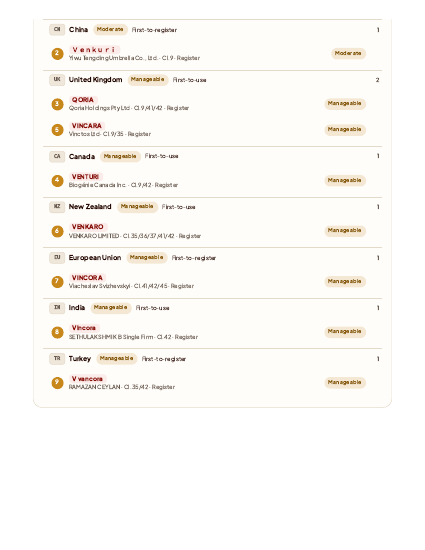 CN China Moderate First-to-register 1
2 Venkuri Moderate
Yiwu Tengding Umbrella Co., Ltd · Cl.9 · Register
UK United Kingdom Manageable First-to-use 2
3 QORIA Manageable
Qoria Holdings Pty Ltd · Cl.9/41/42 · Register
5 VINCARA Manageable
Vinctos Ltd · Cl.9/35 · Register
CA Canada Manageable First-to-use 1
4 VENTURI Manageable
Biogénie Canada Inc. · Cl.9/42 · Register
NZ New Zealand Manageable First-to-use 1
6 VENKARO Manageable
VENKARO LIMITED · Cl.35/36/37/41/42 · Register
EU European Union Manageable First-to-register 1
7 VINCORA Manageable
Viacheslav Svizhevskyi · Cl.41/42/45 · Register
IN India Manageable First-to-use 1
8 Vincora Manageable
SETHULAKSHMI K B Single Firm · Cl.42 · Register
TR Turkey Manageable First-to-register 1
9 Vwancora Manageable
RAMAZAN CEYLAN · Cl.35/42 · Register